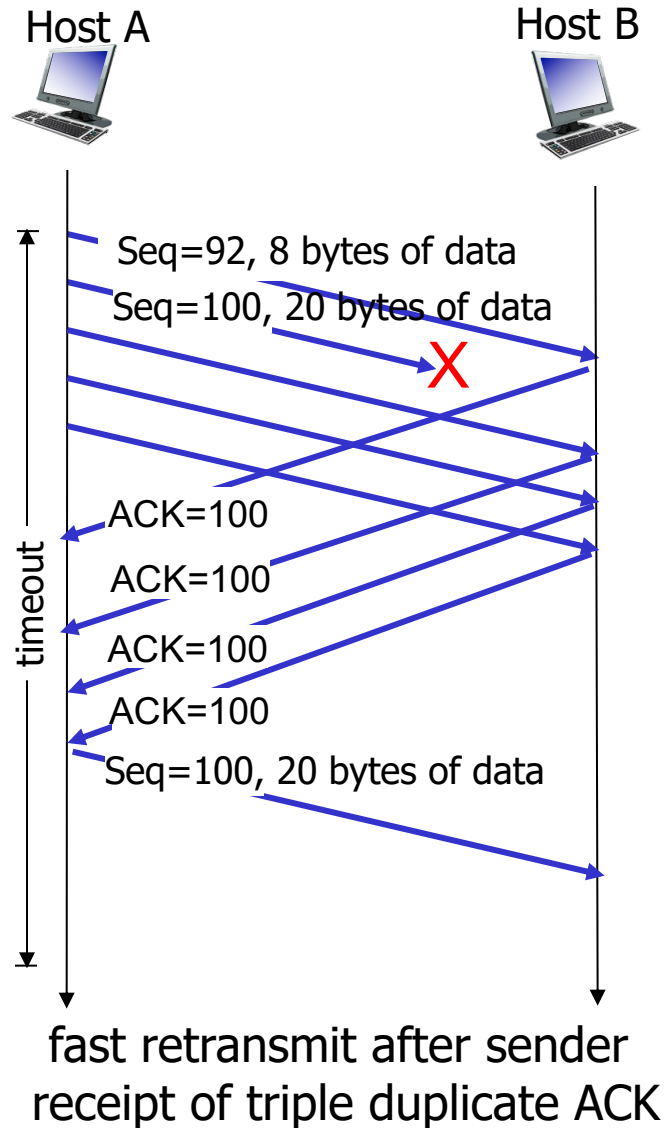 Host A
Host B
Seq=92, 8 bytes of data
Seq=100, 20 bytes of data
X
ACK=100
timeout
ACK=100
ACK=100
ACK=100
Seq=100, 20 bytes of data
fast retransmit after sender
receipt of triple duplicate ACK